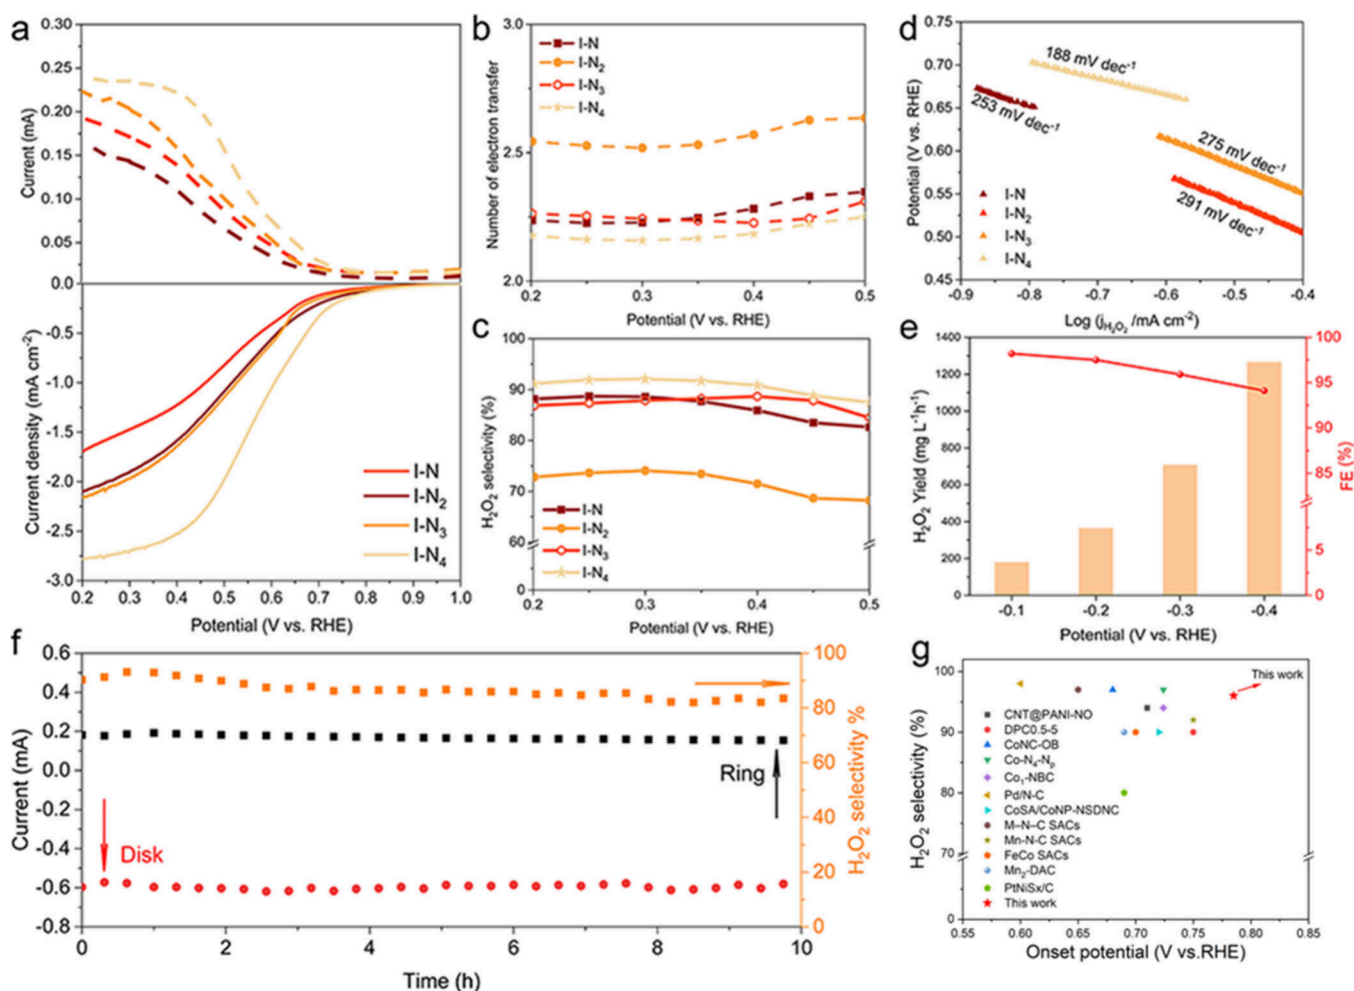 a
0.30
0.25
0.20
0.15
0.10
0.05
0.0
Current (mA)
0.0
-0.5
-1.0
-1.5
-2.0
-2.5
-3.0
Current density (mA cm⁻²)
I-N
I-N₂
I-N₃
I-N₄
0.2 0.3 0.4 0.5 0.6 0.7 0.8 0.9 1.0
Potential (V vs. RHE)
b
3.0
2.5
2.0
Number of electron transfer
I-N
I-N₂
I-N₃
I-N₄
0.2 0.3 0.4 0.5
Potential (V vs. RHE)
c
100
90
80
70
60
0
H₂O₂ selectivity (%)
I-N
I-N₂
I-N₃
I-N₄
0.2 0.3 0.4 0.5
Potential (V vs. RHE)
d
0.75
0.70
0.65
0.60
0.55
0.50
0.45
Potential (V vs. RHE)
188 mV dec⁻¹
253 mV dec⁻¹
275 mV dec⁻¹
291 mV dec⁻¹
I-N
I-N₂
I-N₃
I-N₄
-0.9 -0.8 -0.7 -0.6 -0.5 -0.4
Log (j_H₂O₂ /mA cm⁻²)
e
1400
1200
1000
800
600
400
200
0
H₂O₂ Yield (mg L⁻¹h⁻¹)
100
95
90
85
5
0
FE (%)
-0.1 -0.2 -0.3 -0.4
Potential (V vs. RHE)
f
0.6
0.4
0.2
0.0
-0.2
-0.4
-0.6
-0.8
Current (mA)
Disk
Ring
100
80
60
40
20
0
H₂O₂ selectivity %
0 2 4 6 8 10
Time (h)
g
100
90
80
70
0
H₂O₂ selectivity (%)
This work
CNT@PANI-NO
DPC0.5-5
CoNC-OB
Co-N₄-Nₚ
Co₁-NBC
Pd/N-C
CoSA/CoNP-NSDNC
M–N–C SACs
Mn-N-C SACs
FeCo SACs
Mn₂-DAC
PtNiSx/C
This work
0.55 0.60 0.65 0.70 0.75 0.80 0.85
Onset potential (V vs.RHE)